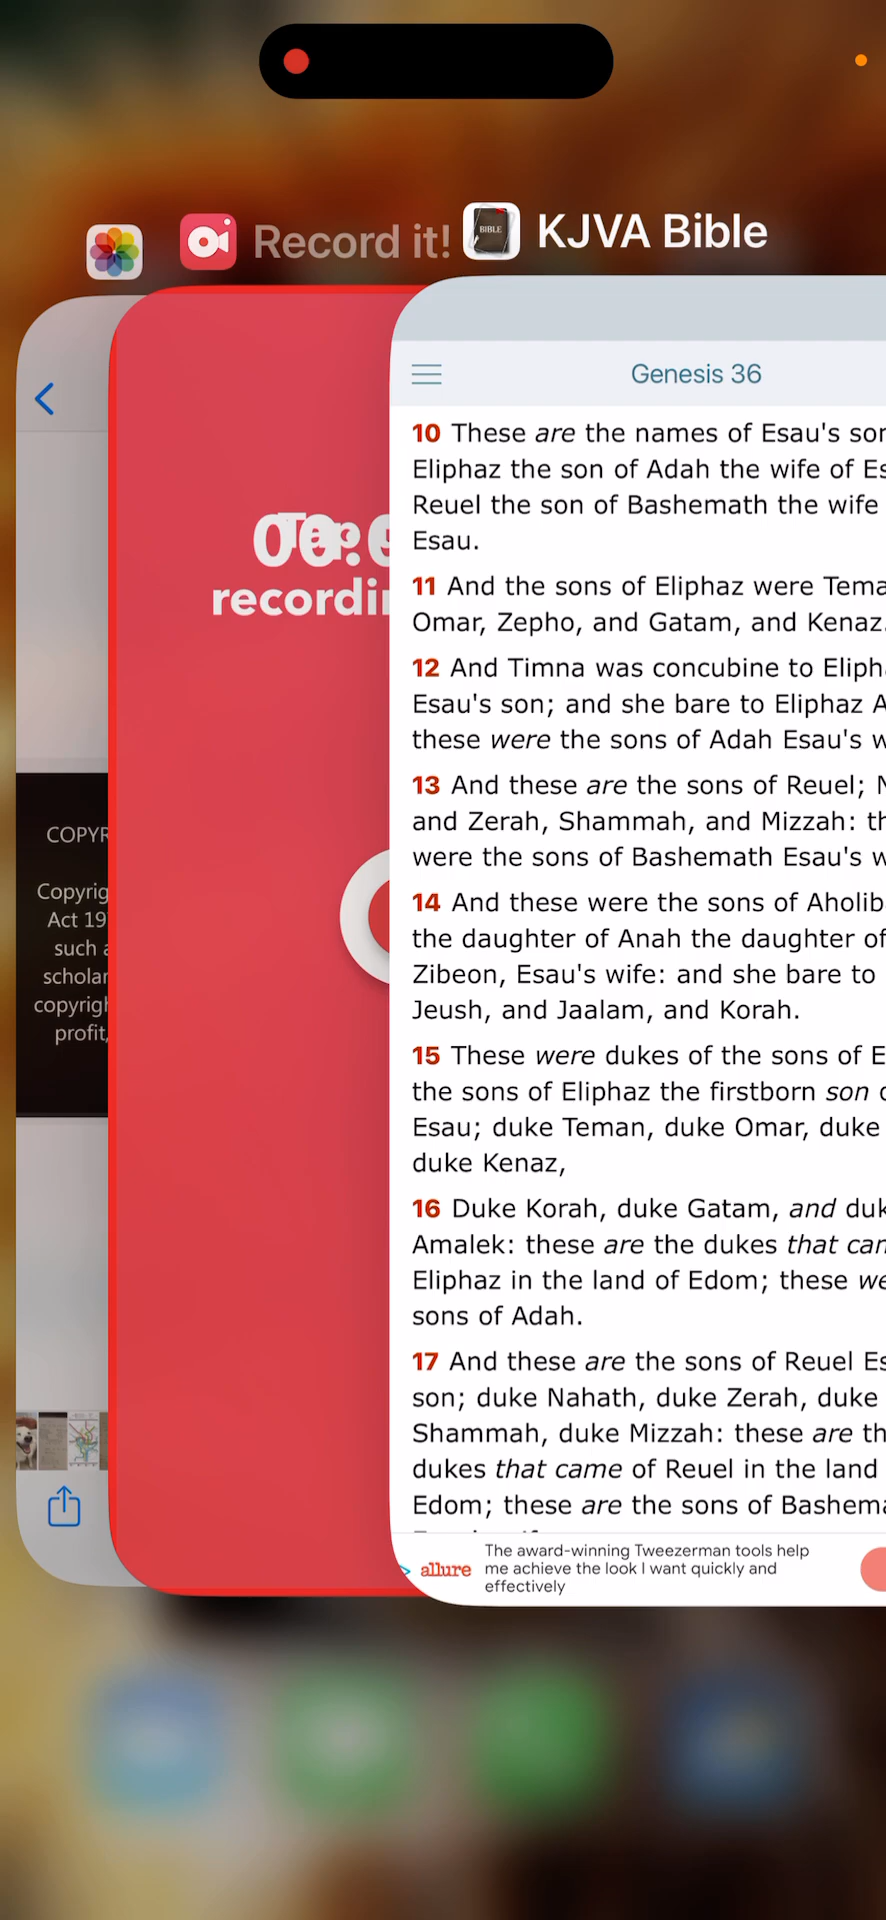 Record it!
KJVA Bible
BIBLE
COPYR
Copyrig
Act 19
such a
scholar
copyrigh
profit,
recordin
Genesis 36
10 These are the names of Esau's son
Eliphaz the son of Adah the wife of Es
Reuel the son of Bashemath the wife
Esau.
11 And the sons of Eliphaz were Tema
Omar, Zepho, and Gatam, and Kenaz.
12 And Timna was concubine to Eliph
Esau's son; and she bare to Eliphaz A
these were the sons of Adah Esau's w
13 And these are the sons of Reuel; N
and Zerah, Shammah, and Mizzah: th
were the sons of Bashemath Esau's w
14 And these were the sons of Aholib
the daughter of Anah the daughter of
Zibeon, Esau's wife: and she bare to
Jeush, and Jaalam, and Korah.
15 These were dukes of the sons of E
the sons of Eliphaz the firstborn son o
Esau; duke Teman, duke Omar, duke
duke Kenaz,
16 Duke Korah, duke Gatam, and duk
Amalek: these are the dukes that cam
Eliphaz in the land of Edom; these we
sons of Adah.
17 And these are the sons of Reuel Es
son; duke Nahath, duke Zerah, duke
Shammah, duke Mizzah: these are th
dukes that came of Reuel in the land
Edom; these are the sons of Bashema
allure
The award-winning Tweezerman tools help
me achieve the look I want quickly and
effectively